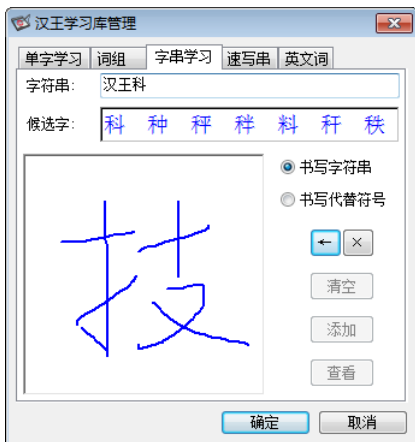 汉王学习库管理
单字学习 词组 字串学习 速写串 英文词
字符串: 汉王科
候选字: 科 种 秤 秚 料 秆 秩
书写字符串
书写代替符号
技
← ×
清空
添加
查看
确定 取消